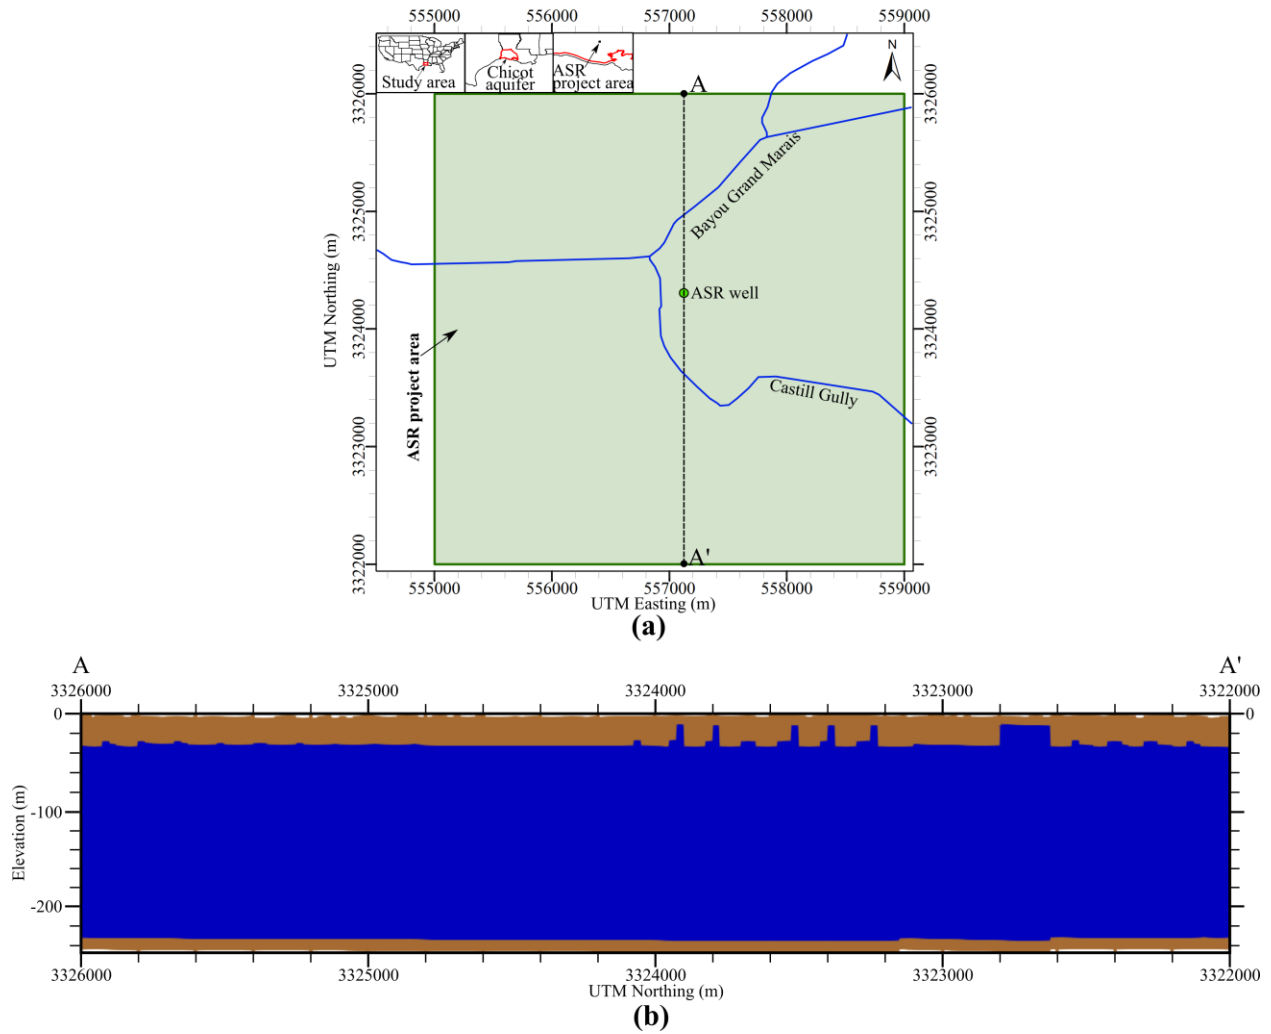 555000 556000 557000 558000 559000
N
Study area
Chicot
aquifer
ASR
project area
A
3326000
3326000
Bayou Grand Marais
3325000
3325000
UTM Northing (m)
ASR well
3324000
3324000
ASR project area
Castill Gully
3323000
3323000
3322000
3322000
A'
555000 556000 557000 558000 559000
UTM Easting (m)
(a)
A A'
3326000 3325000 3324000 3323000 3322000
0 0
-100
Elevation (m)
-200
3326000 3325000 3324000 3323000 3322000
UTM Northing (m)
(b)